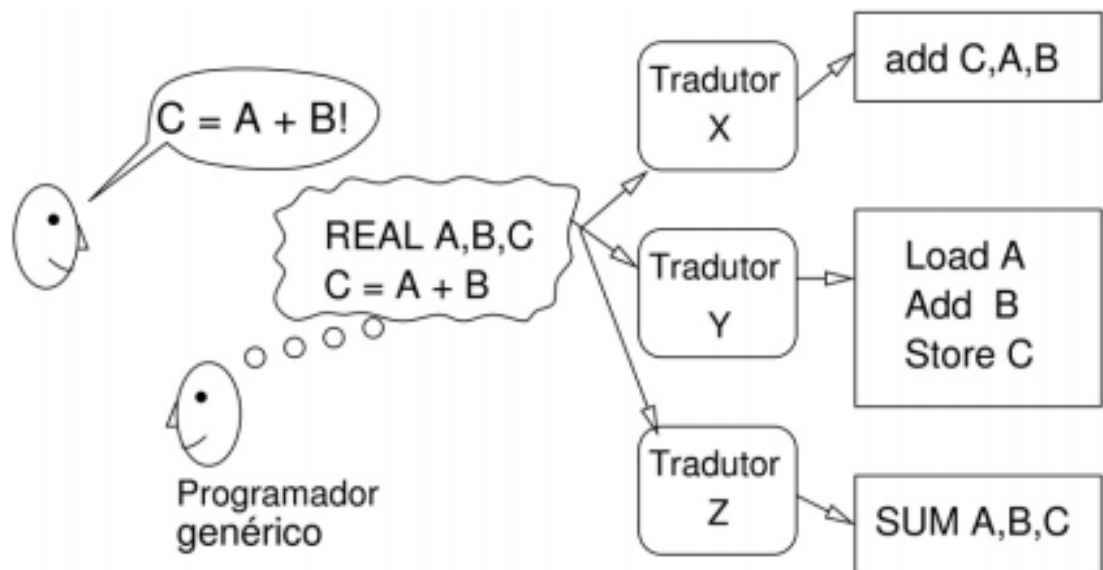 C = A + B!
REAL A,B,C
C = A + B
Programador
genérico
Tradutor
X
add C,A,B
Tradutor
Y
Load A
Add B
Store C
Tradutor
Z
SUM A,B,C